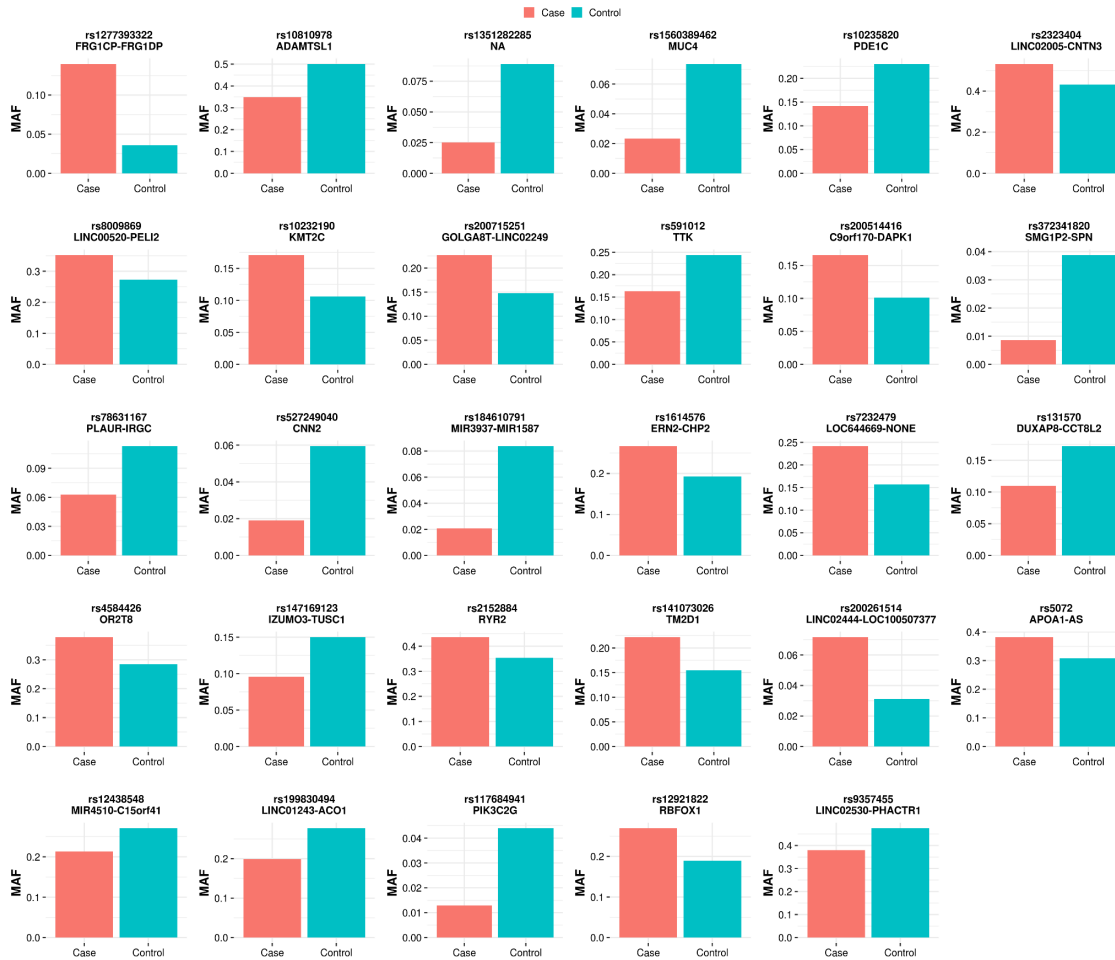 Case Control
rs1277393322
FRG1CP-FRG1DP
MAF
0.10
0.05
0.00
Case Control
rs10810978
ADAMTSL1
MAF
0.5
0.4
0.3
0.2
0.1
0.0
Case Control
rs1351282285
NA
MAF
0.075
0.050
0.025
0.000
Case Control
rs1560389462
MUC4
MAF
0.06
0.04
0.02
0.00
Case Control
rs10235820
PDE1C
MAF
0.20
0.15
0.10
0.05
0.00
Case Control
rs2323404
LINC02005-CNTN3
MAF
0.4
0.2
0.0
Case Control
rs8009869
LINC00520-PELI2
MAF
0.3
0.2
0.1
0.0
Case Control
rs10232190
KMT2C
MAF
0.15
0.10
0.05
0.00
Case Control
rs200715251
GOLGA8T-LINC02249
MAF
0.20
0.15
0.10
0.05
0.00
Case Control
rs591012
TTK
MAF
0.25
0.20
0.15
0.10
0.05
0.00
Case Control
rs200514416
C9orf170-DAPK1
MAF
0.15
0.10
0.05
0.00
Case Control
rs372341820
SMG1P2-SPN
MAF
0.04
0.03
0.02
0.01
0.00
Case Control
rs78631167
PLAUR-IRGC
MAF
0.09
0.06
0.03
0.00
Case Control
rs527249040
CNN2
MAF
0.06
0.04
0.02
0.00
Case Control
rs184610791
MIR3937-MIR1587
MAF
0.08
0.06
0.04
0.02
0.00
Case Control
rs1614576
ERN2-CHP2
MAF
0.2
0.1
0.0
Case Control
rs7232479
LOC644669-NONE
MAF
0.25
0.20
0.15
0.10
0.05
0.00
Case Control
rs131570
DUXAP8-CCT8L2
MAF
0.15
0.10
0.05
0.00
Case Control
rs4584426
OR2T8
MAF
0.3
0.2
0.1
0.0
Case Control
rs147169123
IZUMO3-TUSC1
MAF
0.15
0.10
0.05
0.00
Case Control
rs2152884
RYR2
MAF
0.4
0.3
0.2
0.1
0.0
Case Control
rs141073026
TM2D1
MAF
0.20
0.15
0.10
0.05
0.00
Case Control
rs200261514
LINC02444-LOC100507377
MAF
0.06
0.04
0.02
0.00
Case Control
rs5072
APOA1-AS
MAF
0.4
0.3
0.2
0.1
0.0
Case Control
rs12438548
MIR4510-C15orf41
MAF
0.2
0.1
0.0
Case Control
rs199830494
LINC01243-ACO1
MAF
0.2
0.1
0.0
Case Control
rs117684941
PIK3C2G
MAF
0.04
0.03
0.02
0.01
0.00
Case Control
rs12921822
RBFOX1
MAF
0.2
0.1
0.0
Case Control
rs9357455
LINC02530-PHACTR1
MAF
0.4
0.3
0.2
0.1
0.0
Case Control